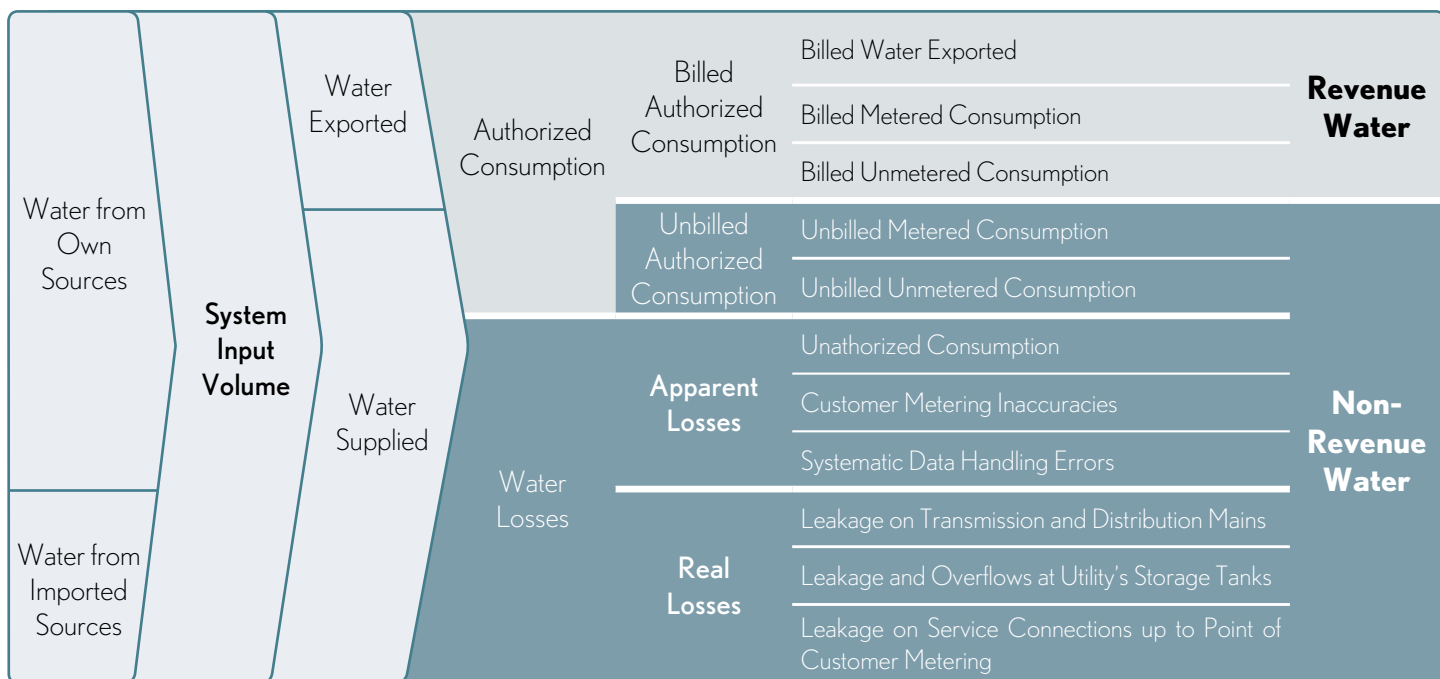 Water from
Own
Sources
Water from
Imported
Sources
System
Input
Volume
Water
Exported
Water
Supplied
Authorized
Consumption
Water
Losses
Billed
Authorized
Consumption
Unbilled
Authorized
Consumption
Apparent
Losses
Real
Losses
Billed Water Exported
Billed Metered Consumption
Billed Unmetered Consumption
Unbilled Metered Consumption
Unbilled Unmetered Consumption
Unathorized Consumption
Customer Metering Inaccuracies
Systematic Data Handling Errors
Leakage on Transmission and Distribution Mains
Leakage and Overflows at Utility's Storage Tanks
Leakage on Service Connections up to Point of
Customer Metering
Revenue
Water
Non-
Revenue
Water